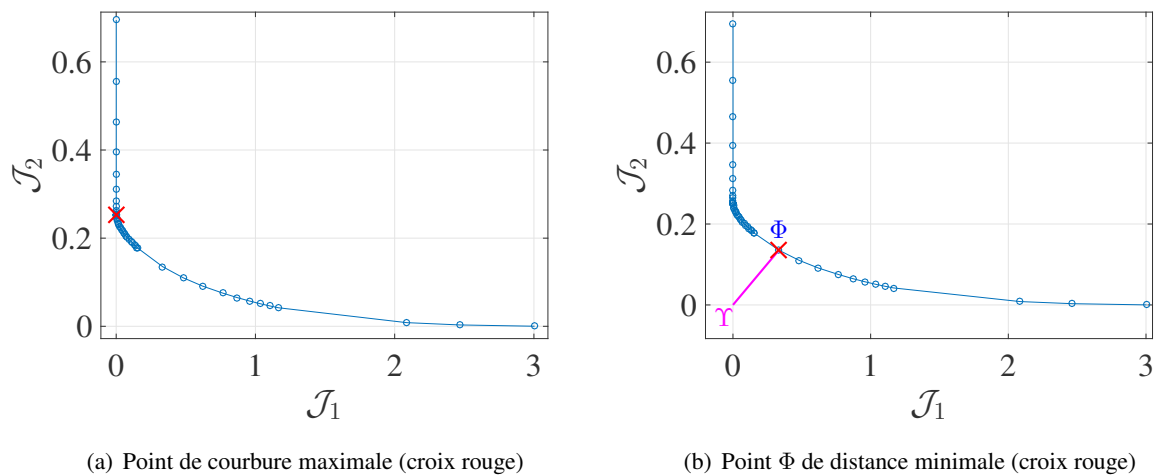 0.6
0.4
0.2
0
0 1 2 3
𝒥₂
𝒥₁
(a) Point de courbure maximale (croix rouge)
0.6
0.4
0.2
0
0 1 2 3
𝒥₂
𝒥₁
Φ
ϒ
(b) Point Φ de distance minimale (croix rouge)